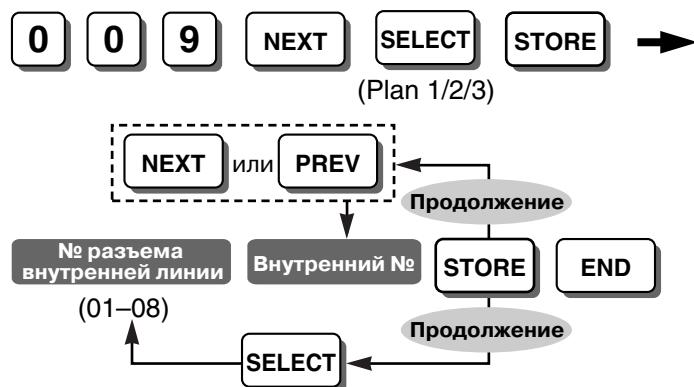 0 0 9 NEXT SELECT STORE
(Plan 1/2/3)
NEXT или PREV
Продолжение
№ разъема
внутренней линии
Внутренний №
STORE END
(01–08)
Продолжение
SELECT